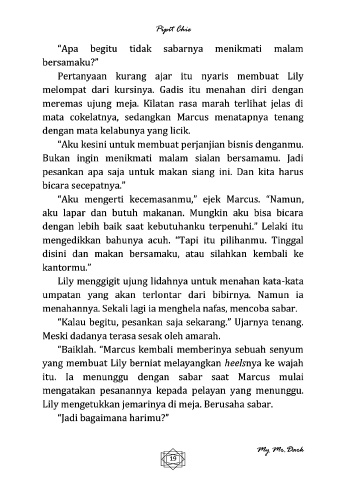 Pipit Chie
"Apa begitu tidak sabarnya menikmati malam
bersamaku?"
Pertanyaan kurang ajar itu nyaris membuat Lily
melompat dari kursinya. Gadis itu menahan diri dengan
meremas ujung meja. Kilatan rasa marah terlihat jelas di
mata cokelatnya, sedangkan Marcus menatapnya tenang
dengan mata kelabunya yang licik.
"Aku kesini untuk membuat perjanjian bisnis denganmu.
Bukan ingin menikmati malam sialan bersamamu. Jadi
pesankan apa saja untuk makan siang ini. Dan kita harus
bicara secepatnya."
"Aku mengerti kecemasanmu," ejek Marcus. "Namun,
aku lapar dan butuh makanan. Mungkin aku bisa bicara
dengan lebih baik saat kebutuhanku terpenuhi." Lelaki itu
mengedikkan bahunya acuh. "Tapi itu pilihanmu. Tinggal
disini dan makan bersamaku, atau silahkan kembali ke
kantormu."
Lily menggigit ujung lidahnya untuk menahan kata-kata
umpatan yang akan terlontar dari bibirnya. Namun ia
menahannya. Sekali lagi ia menghela nafas, mencoba sabar.
"Kalau begitu, pesankan saja sekarang." Ujarnya tenang.
Meski dadanya terasa sesak oleh amarah.
"Baiklah. "Marcus kembali memberinya sebuah senyum
yang membuat Lily berniat melayangkan heelsnya ke wajah
itu. Ia menunggu dengan sabar saat Marcus mulai
mengatakan pesanannya kepada pelayan yang menunggu.
Lily mengetukkan jemarinya di meja. Berusaha sabar.
"Jadi bagaimana harimu?"
19
My Mr. Dark